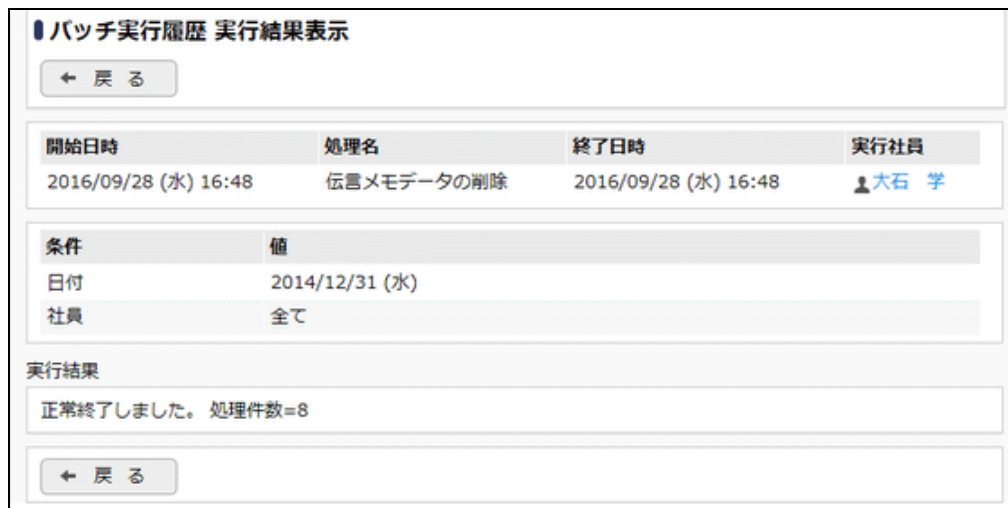 バッチ実行履歴 実行結果表示
← 戻 る
開始日時 処理名 終了日時 実行社員
2016/09/28 (水) 16:48 伝言メモデータの削除 2016/09/28 (水) 16:48 大石 学
条件 値
日付 2014/12/31 (水)
社員 全て
実行結果
正常終了しました。 処理件数=8
← 戻 る